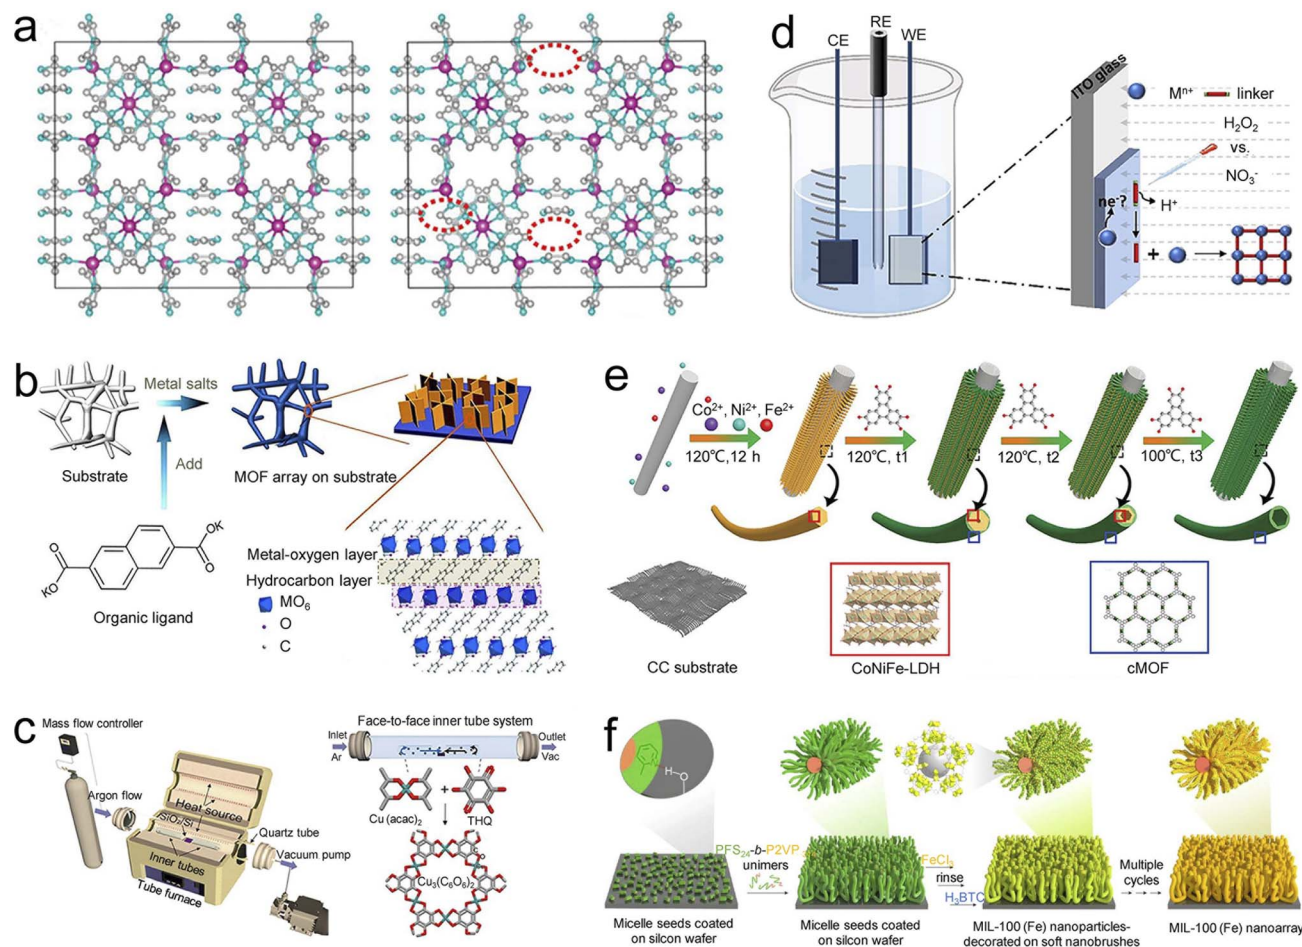 a
b
Metal salts
Add
Substrate
MOF array on substrate
OK
O
O
KO
Organic ligand
Metal-oxygen layer
Hydrocarbon layer
MO₆
O
C
c
Mass flow controller
Argon flow
Heat source
SiO₂/Si
Quartz tube
Inner tubes
Vacuum pump
Tube furnace
Face-to-face inner tube system
Inlet
Ar
Outlet
Vac
Cu(acac)₂
+
THQ
Cu₃(C₆O₆)₂
d
CE
RE
WE
ITO glass
Mⁿ⁺
linker
H₂O₂
vs.
NO₃⁻
ne⁻?
H⁺
+
e
Co²⁺, Ni²⁺, Fe²⁺
120℃,12 h
120℃, t1
120℃, t2
100℃, t3
CC substrate
CoNiFe-LDH
cMOF
f
H
O
PFS₂₄-b-P2VP
unimers
FeCl₃
rinse
H₃BTC
Multiple
cycles
Micelle seeds coated
on silcon wafer
Micelle seeds coated
on silcon wafer
MIL-100 (Fe) nanoparticles-
decorated on soft nanobrushes
MIL-100 (Fe) nanoarray